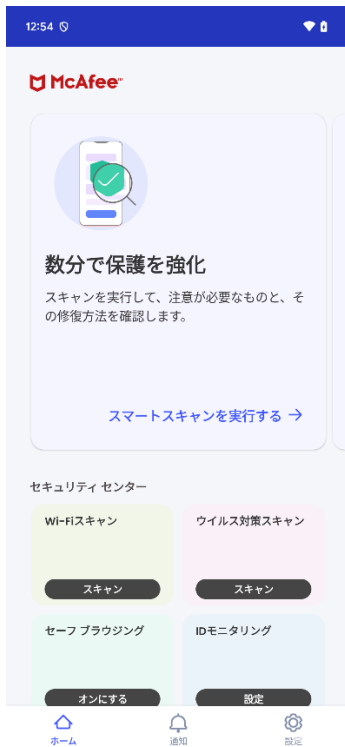 12:54
McAfee™
数分で保護を強化
スキャンを実行して、注意が必要なものと、そ
の修復方法を確認します。
スマートスキャンを実行する →
セキュリティ センター
Wi-Fiスキャン
ウイルス対策スキャン
スキャン
スキャン
セーフ ブラウジング
IDモニタリング
オンにする
設定
ホーム
通知
設定